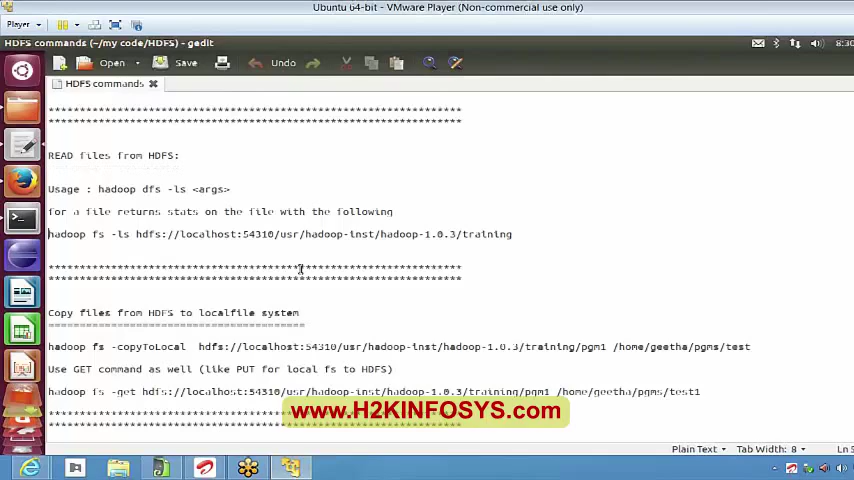 Ubuntu 64-bit - VMware Player (Non-commercial use only)
Player
HDFS commands (~/my code/HDFS) - gedit
8:30
Open
Save
Undo
HDFS commands
******************************************************************
******************************************************************
READ files from HDFS:
Usage : hadoop dfs -ls <args>
for a file returns stats on the file with the following
hadoop fs -ls hdfs://localhost:54310/usr/hadoop-inst/hadoop-1.0.3/training
******************************************************************
******************************************************************
Copy files from HDFS to localfile system
=========================================
hadoop fs -copyToLocal  hdfs://localhost:54310/usr/hadoop-inst/hadoop-1.0.3/training/pgm1 /home/geetha/pgms/test
Use GET command as well (like PUT for local fs to HDFS)
hadoop fs -get hdfs://localhost:54310/usr/hadoop-inst/hadoop-1.0.3/training/pgm1 /home/geetha/pgms/test1
******************************************************************
www.H2KINFOSYS.com
******************************************************************
Plain Text
Tab Width: 8
Ln 5